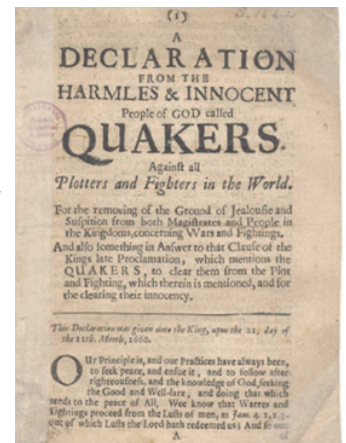 (1)
A
DECLARATION
FROM THE
HARMLES & INNOCENT
People of GOD called
QUAKERS.
Against all
Plotters and Fighters in the World.
For the removing of the Ground of Jealousie and
Suspition from both Magistrates and People in
the Kingdome, concerning Wars and Fightings.
And also something in Answer to that Clause of the
Kings late Proclamation, which mentions the
QUAKERS, to clear them from the Plot
and Fighting, which therein is mentioned, and for
the clearing their innocency.
This Declaration was given unto the King, upon the 21. day of
the 11th. Month, 1660.
OUr Principle is, and our Practices have always been,
to seek peace, and ensue it, and to follow after
righteousness, and the knowledge of God, seeking
the Good and Well-fare, and doing that which
tends to the peace of All, Wee know that Warres and
Fightings proceed from the Lusts of men, as Jam. 4. 1,2,3.
out of which Lusts the Lord hath redeemed us; And so out
A